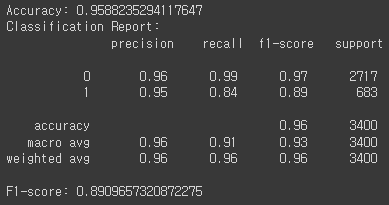 Accuracy: 0.9588235294117647
Classification Report:
precision recall f1-score support
0 0.96 0.99 0.97 2717
1 0.95 0.84 0.89 683
accuracy 0.96 3400
macro avg 0.96 0.91 0.93 3400
weighted avg 0.96 0.96 0.96 3400
F1-score: 0.8909657320872275